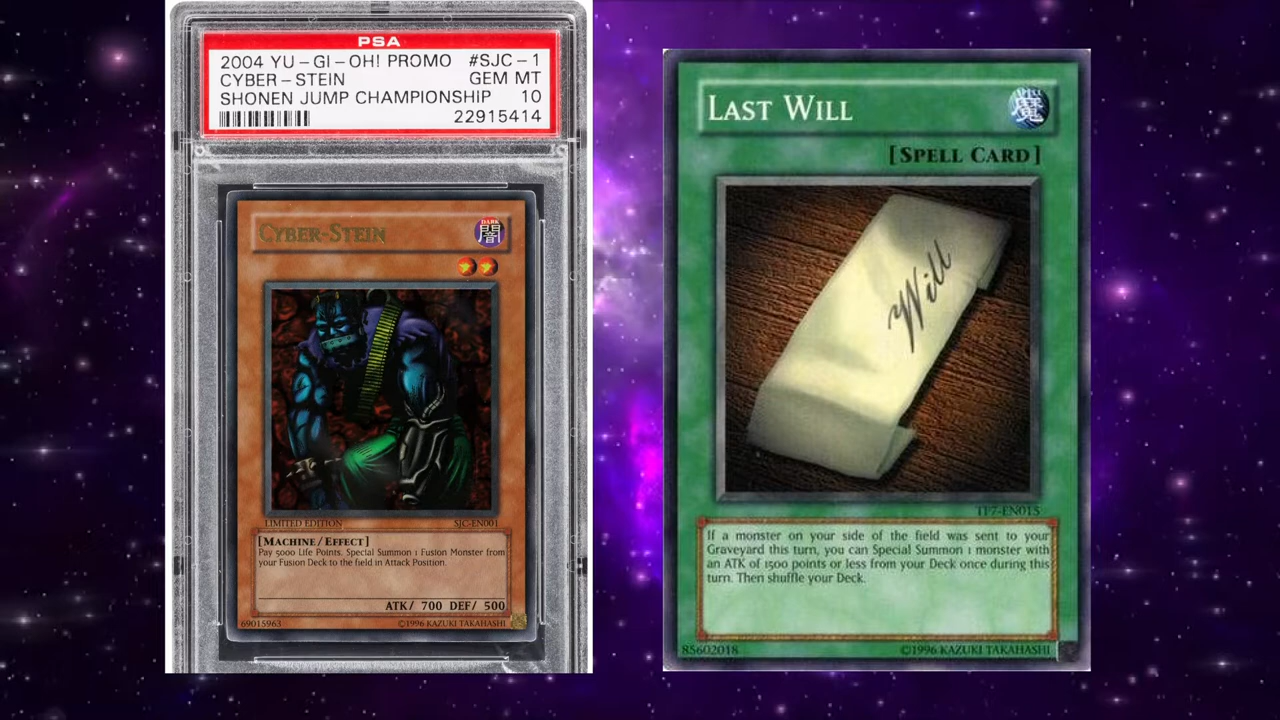 PSA
2004 YU-GI-OH! PROMO #SJC-1
CYBER-STEIN GEM MT
SHONEN JUMP CHAMPIONSHIP 10
22915414
CYBER-STEIN
DARK
闇
LIMITED EDITION SJC-EN001
[MACHINE/EFFECT]
Pay 5000 Life Points. Special Summon 1 Fusion Monster from
your Fusion Deck to the field in Attack Position.
ATK/ 700 DEF/ 500
69015963 ©1996 KAZUKI TAKAHASHI
LAST WILL
魔
[SPELL CARD]
Will
TP7-EN015
If a monster on your side of the field was sent to your
Graveyard this turn, you can Special Summon 1 monster with
an ATK of 1500 points or less from your Deck once during this
turn. Then shuffle your Deck.
85602018 ©1996 KAZUKI TAKAHASHI